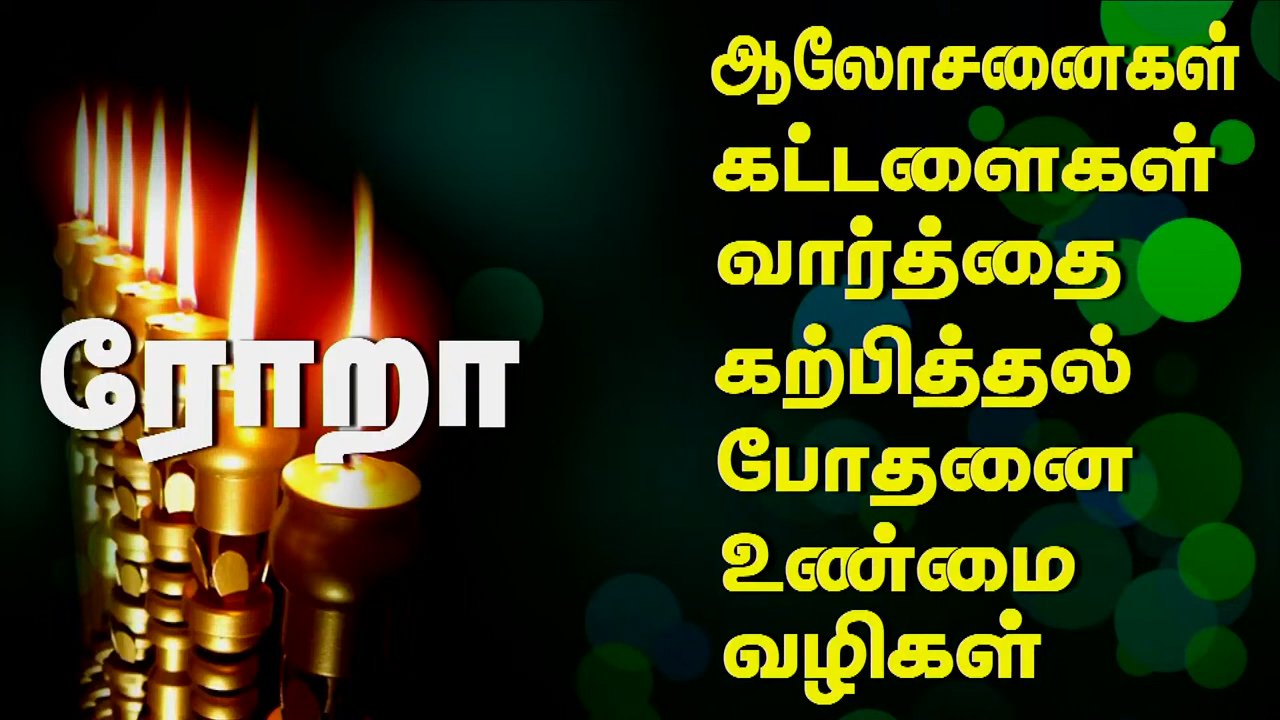 ரோறா
ஆலோசனைகள்
கட்டளைகள்
வார்த்தை
கற்பித்தல்
போதனை
உண்மை
வழிகள்